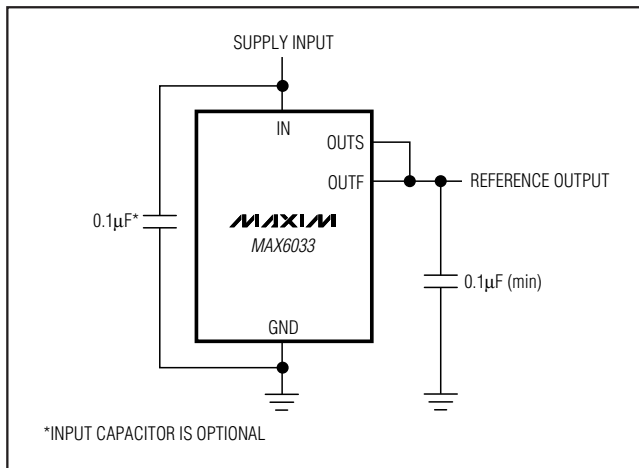 SUPPLY INPUT
IN
OUTS
OUTF
REFERENCE OUTPUT
0.1µF*
MAXIM
MAX6033
0.1µF (min)
GND
*INPUT CAPACITOR IS OPTIONAL